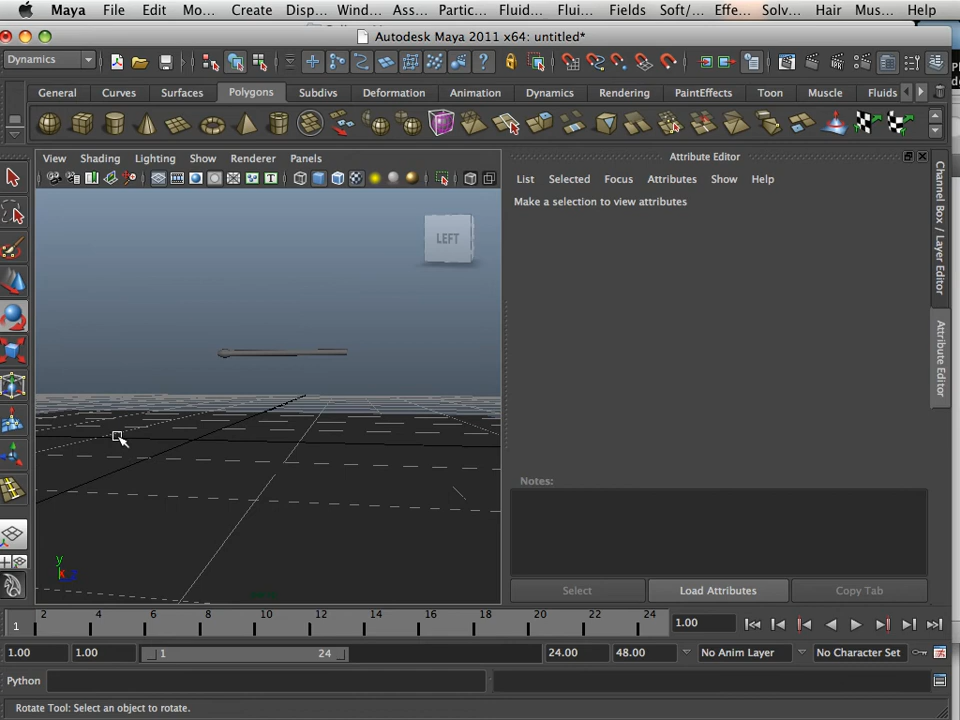 Maya File Edit Mo... Create Disp... Wind... Ass... Partic... Fluid... Flui... Fields Soft/... Effe... Solv... Hair Mus... Help
Autodesk Maya 2011 x64: untitled*
Dynamics
General Curves Surfaces Polygons Subdivs Deformation Animation Dynamics Rendering PaintEffects Toon Muscle Fluids
View Shading Lighting Show Renderer Panels
Attribute Editor
List Selected Focus Attributes Show Help
Make a selection to view attributes
LEFT
Channel Box / Layer Editor
Attribute Editor
Notes:
y
Select Load Attributes Copy Tab
1 2 4 6 8 10 12 14 16 18 20 22 24 1.00
1.00 1.00 1 24 24.00 48.00 No Anim Layer No Character Set
Python
Rotate Tool: Select an object to rotate.